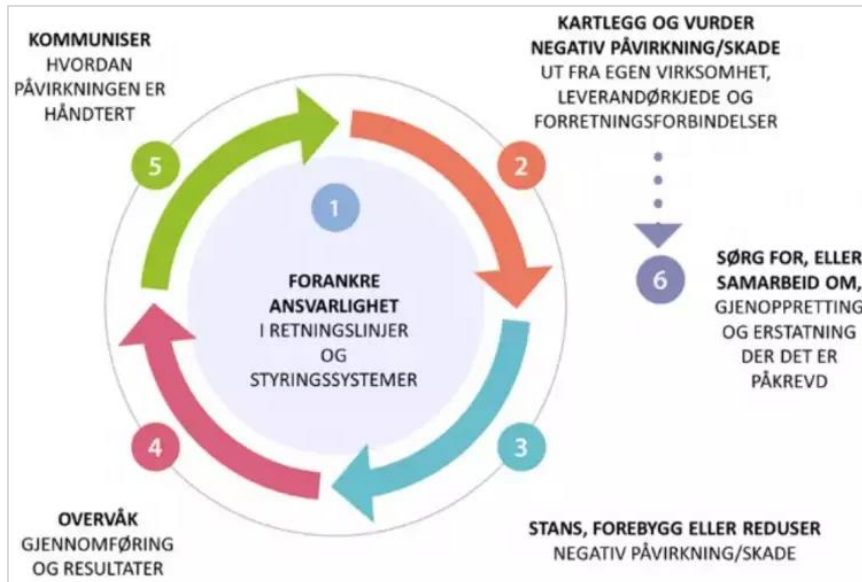 KOMMUNISER
HVORDAN
PÅVIRKNINGEN ER
HÅNDTERT
5
1
FORANKRE
ANSVARLIGHET
I RETNINGSLINJER
OG
STYRINGSSYSTEMER
KARTLEGG OG VURDER
NEGATIV PÅVIRKNING/SKADE
UT FRA EGEN VIRKSOMHET,
LEVERANDØRKJEDE OG
FORRETNINGSFORBINDELSER
2
6
SØRG FOR, ELLER
SAMARBEID OM,
GJENOPPRETTING
OG ERSTATNING
DER DET ER
PÅKREVD
3
STANS, FOREBYGG ELLER REDUSER
NEGATIV PÅVIRKNING/SKADE
4
OVERVÅK
GJENNOMFØRING
OG RESULTATER